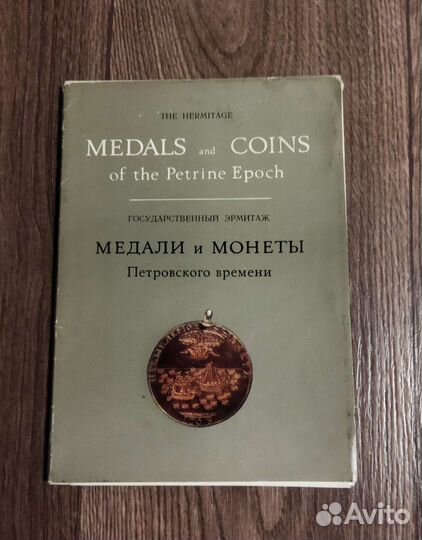 THE HERMITAGE
MEDALS and COINS
of the Petrine Epoch
ГОСУДАРСТВЕННЫЙ ЭРМИТАЖ
МЕДАЛИ и МОНЕТЫ
Петровского времени
Avito